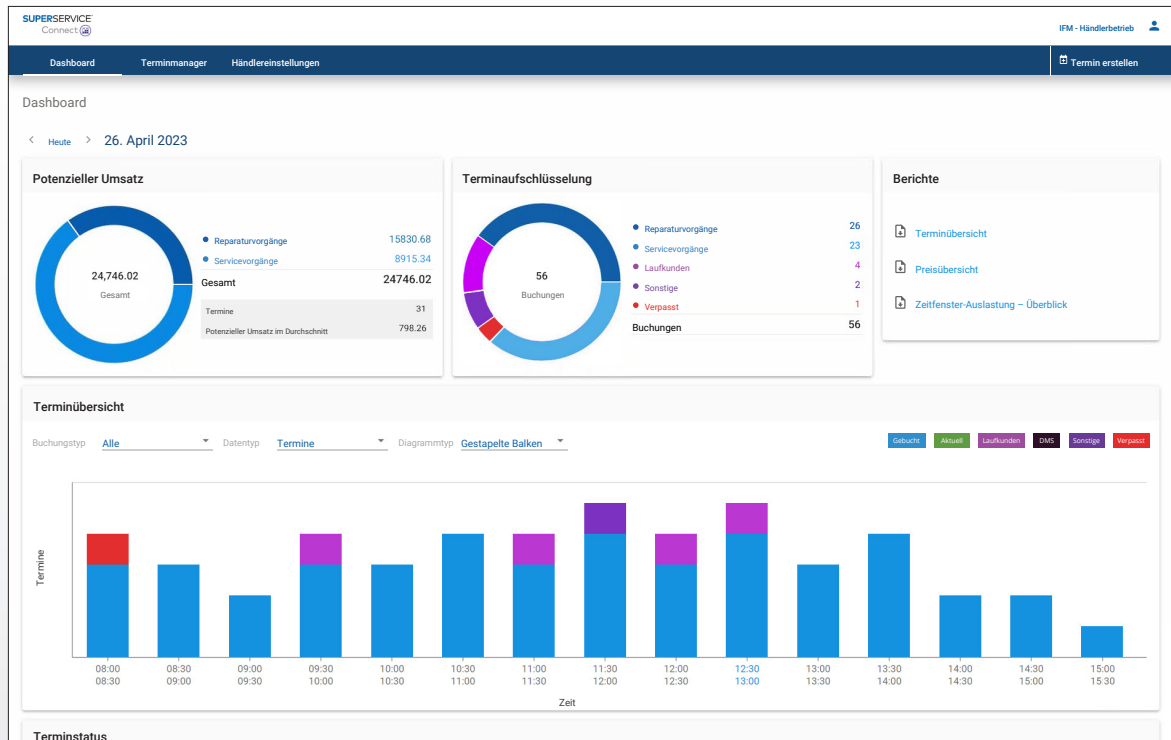 SUPERSERVICE
Connect
IFM - Händlerbetrieb
Dashboard Terminmanager Händlereinstellungen Termin erstellen
Dashboard
< Heute > 26. April 2023
Potenzieller Umsatz
24,746.02
Gesamt
Reparaturvorgänge 15830.68
Servicevorgänge 8915.34
Gesamt 24746.02
Termine 31
Potenzieller Umsatz im Durchschnitt 798.26
Terminaufschlüsselung
56
Buchungen
Reparaturvorgänge 26
Servicevorgänge 23
Laufkunden 4
Sonstige 2
Verpasst 1
Buchungen 56
Berichte
Terminübersicht
Preisübersicht
Zeitfenster-Auslastung – Überblick
Terminübersicht
Buchungstyp Alle Datentyp Termine Diagrammtyp Gestapelte Balken
Gebucht Aktuell Laufkunden DMS Sonstige Verpasst
Termine
08:00 08:30 09:00 09:30 10:00 10:30 11:00 11:30 12:00 12:30 13:00 13:30 14:00 14:30 15:00
08:30 09:00 09:30 10:00 10:30 11:00 11:30 12:00 12:30 13:00 13:30 14:00 14:30 15:00 15:30
Zeit
Terminstatus